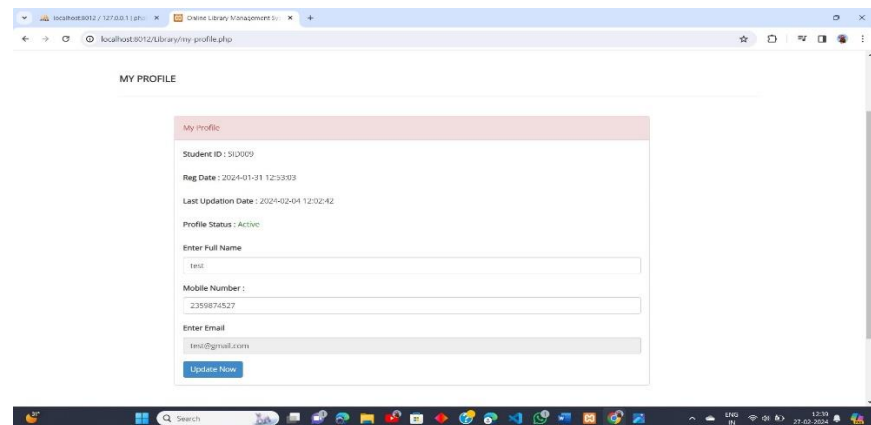 localhost:8012 / 127.0.0.1 | pho
Online Library Management Sy
localhost:8012/Library/my-profile.php
MY PROFILE
My Profile
Student ID : SID009
Reg Date : 2024-01-31 12:53:03
Last Updation Date : 2024-02-04 12:02:42
Profile Status : Active
Enter Full Name
test
Mobile Number :
2359874527
Enter Email
test@gmail.com
Update Now
31°
Search
ENG
IN
12:39
27-02-2024